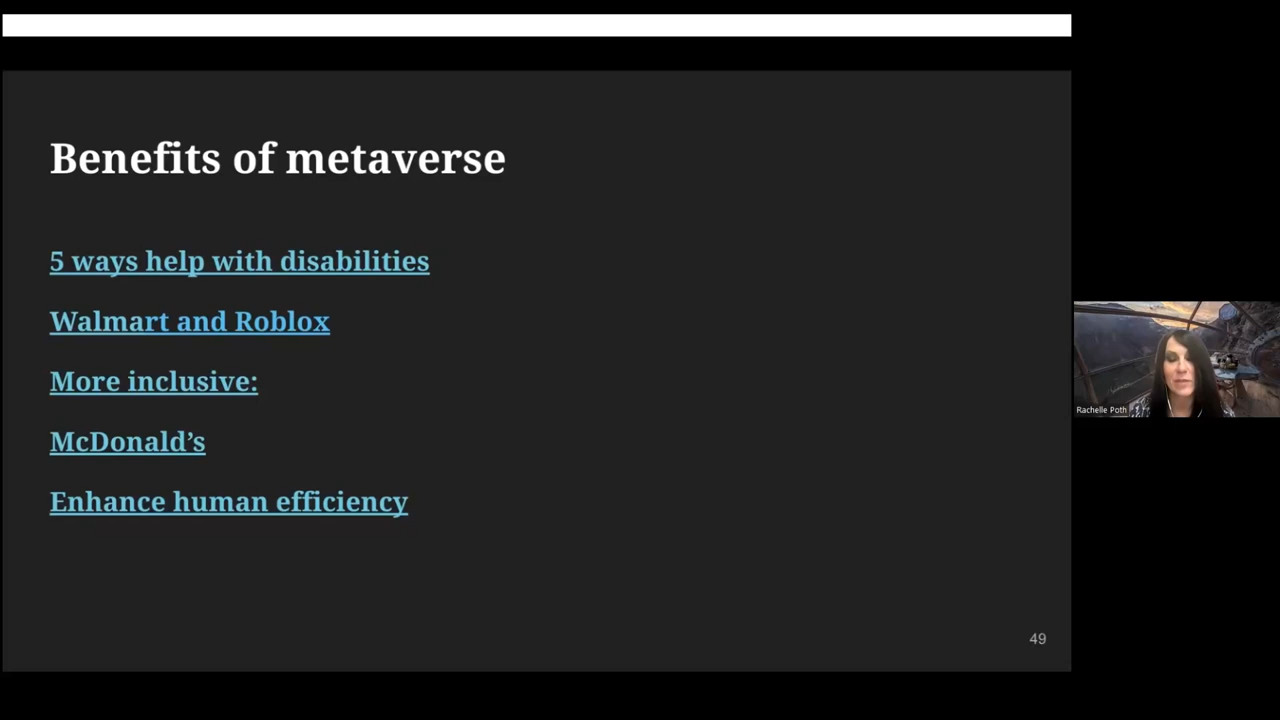 Benefits of metaverse
5 ways help with disabilities
Walmart and Roblox
More inclusive:
McDonald’s
Enhance human efficiency
49
Rachelle Poth